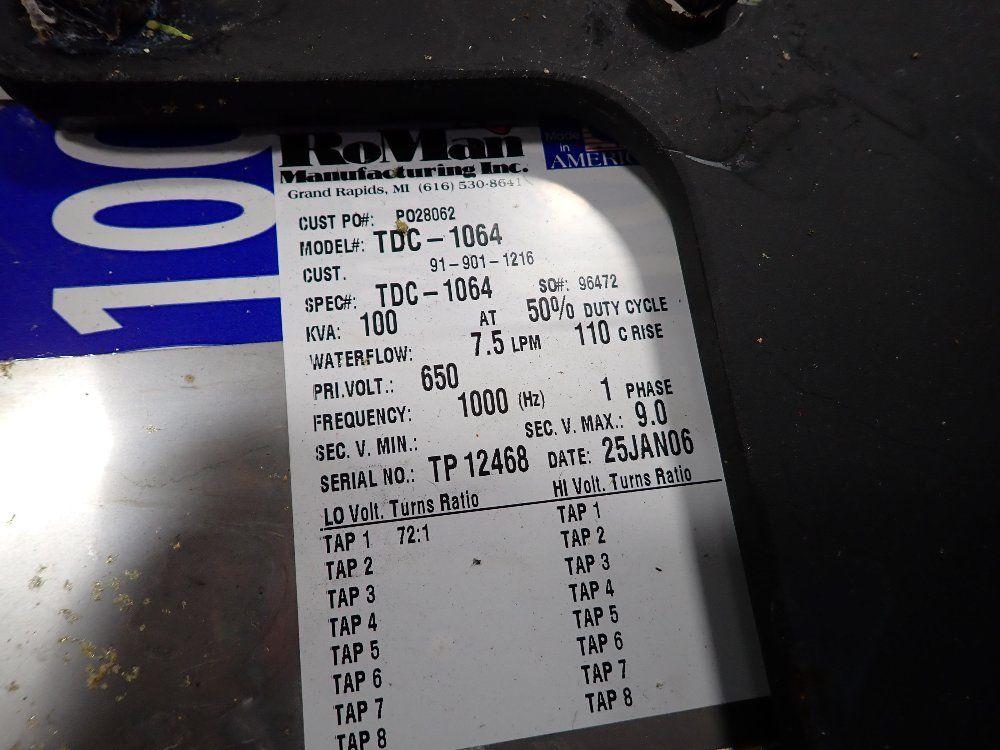 100
RoMan
Manufacturing Inc.
Grand Rapids, MI (616) 530-8641
Made
in
AMERIC
CUST PO#: PO28062
MODEL#: TDC-1064
CUST. 91-901-1216
SPEC#: TDC-1064 SO#: 96472
KVA: 100 AT 50% DUTY CYCLE
WATERFLOW: 7.5 LPM 110 C RISE
PRI.VOLT.: 650
FREQUENCY: 1000 (Hz) 1 PHASE
SEC. V. MIN.: SEC. V. MAX.: 9.0
SERIAL NO.: TP 12468 DATE: 25JAN06
LO Volt. Turns Ratio HI Volt. Turns Ratio
TAP 1 72:1 TAP 1
TAP 2 TAP 2
TAP 3 TAP 3
TAP 4 TAP 4
TAP 5 TAP 5
TAP 6 TAP 6
TAP 7 TAP 7
TAP 8 TAP 8